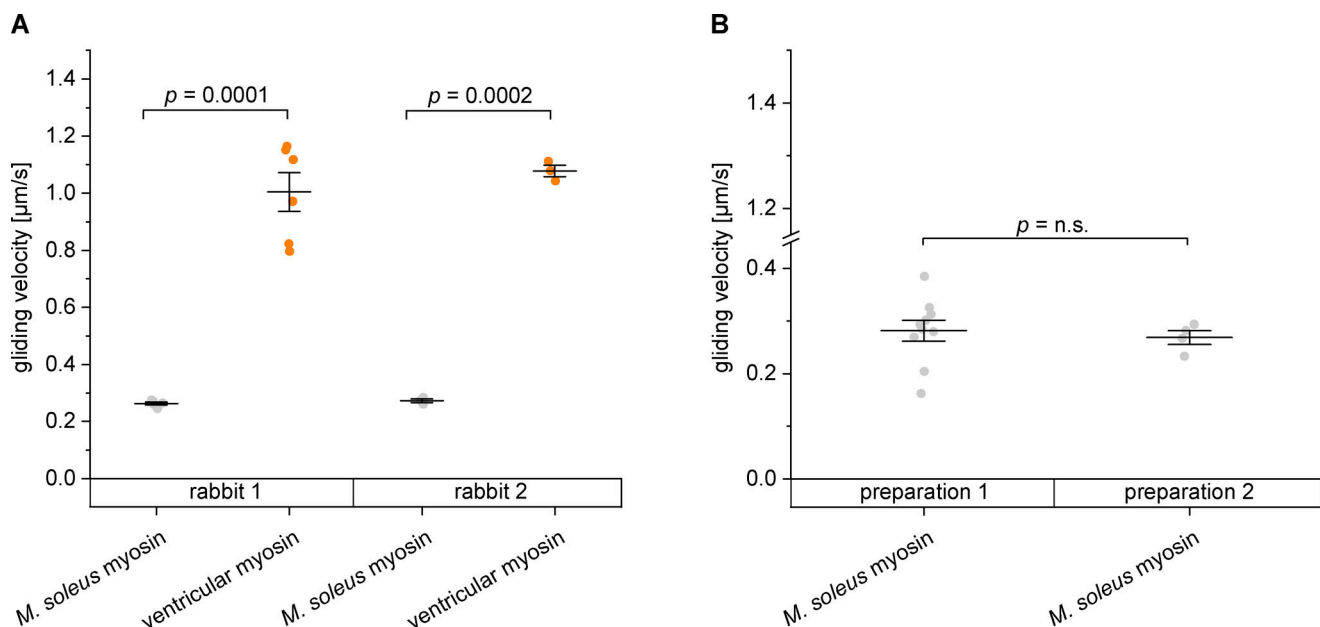 A
gliding velocity [µm/s]
1.4
1.2
1.0
0.8
0.6
0.4
0.2
0.0
p = 0.0001
p = 0.0002
rabbit 1
rabbit 2
M. soleus myosin
ventricular myosin
M. soleus myosin
ventricular myosin
B
gliding velocity [µm/s]
1.4
1.2
0.4
0.2
0.0
p = n.s.
preparation 1
preparation 2
M. soleus myosin
M. soleus myosin